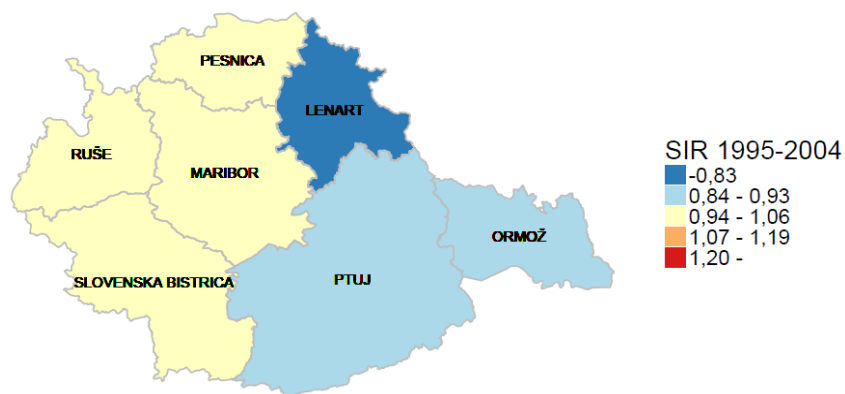 PESNICA
LENART
RUŠE
MARIBOR
ORMOŽ
SLOVENSKA BISTRICA
PTUJ
SIR 1995-2004
-0,83
0,84 - 0,93
0,94 - 1,06
1,07 - 1,19
1,20 -